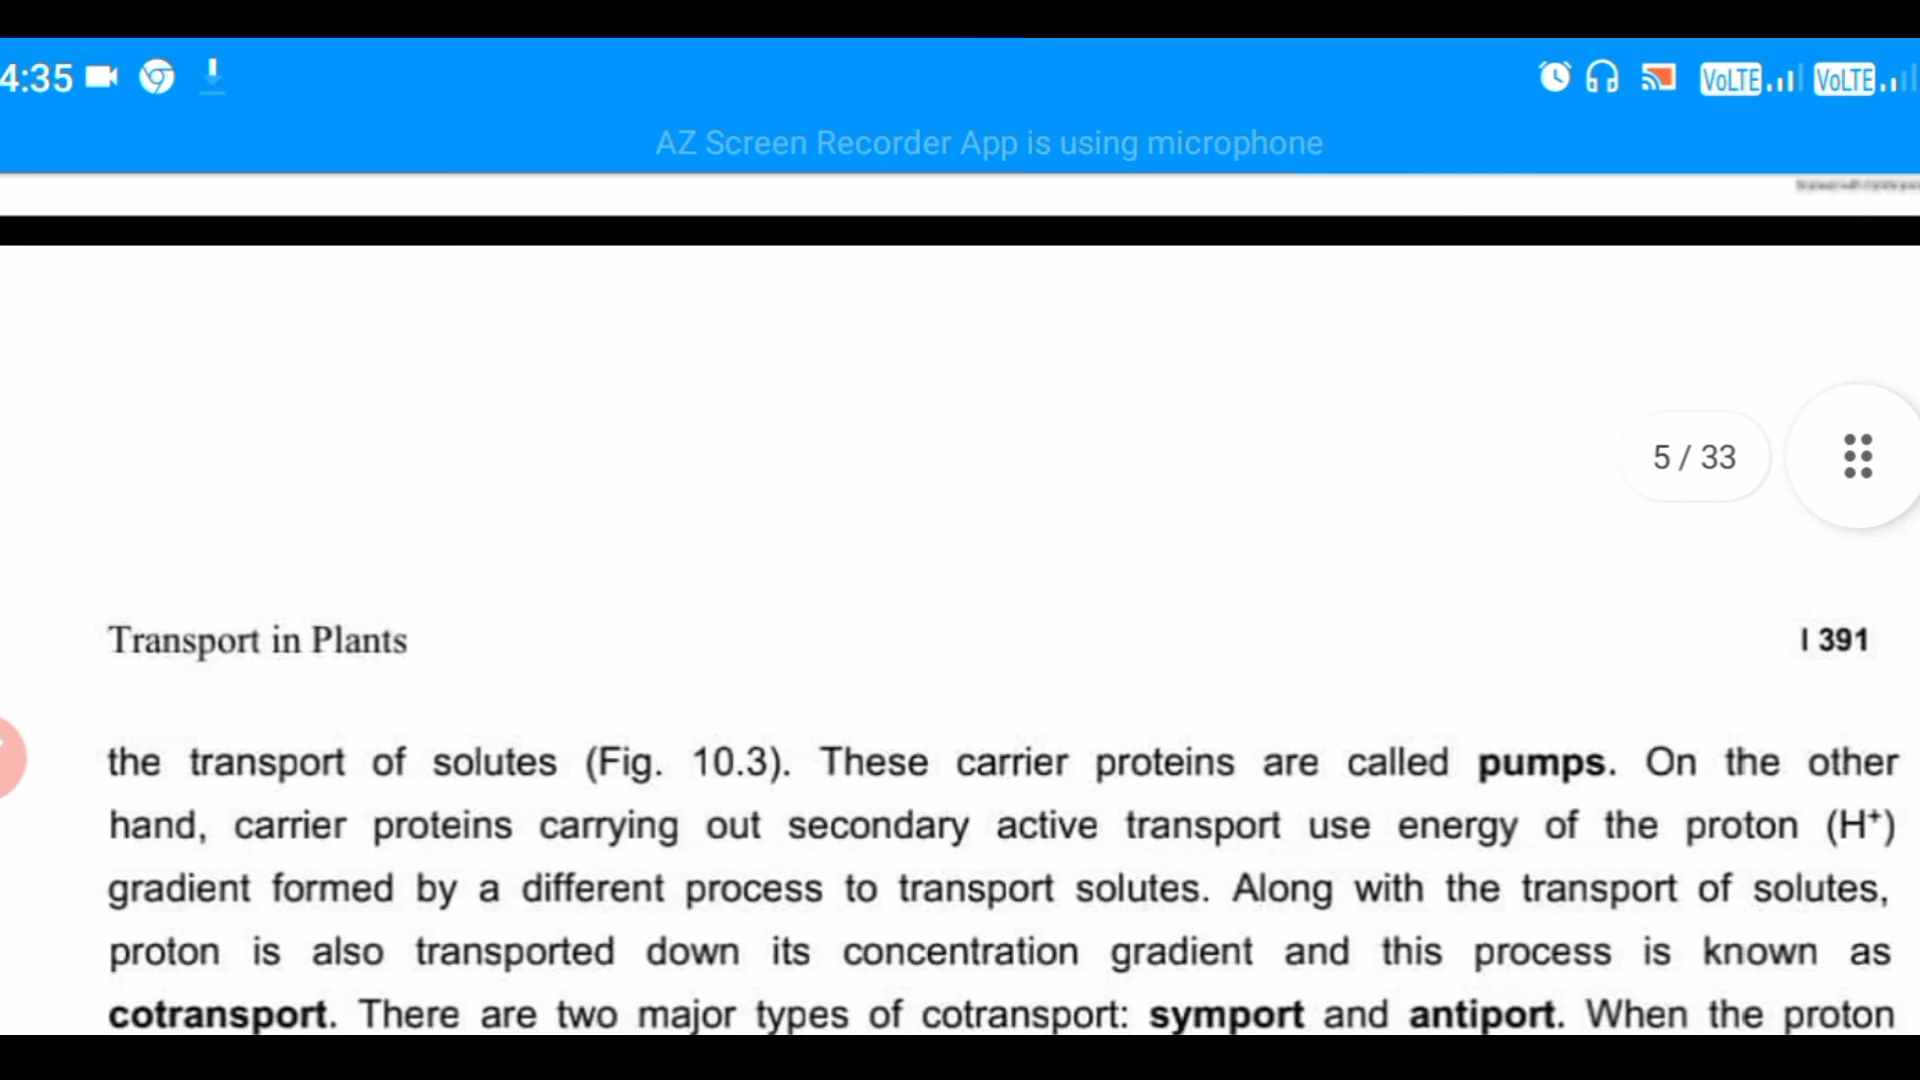 4:35
VoLTE VoLTE
AZ Screen Recorder App is using microphone
5 / 33
Transport in Plants
I 391
the transport of solutes (Fig. 10.3). These carrier proteins are called pumps. On the other
hand, carrier proteins carrying out secondary active transport use energy of the proton (H⁺)
gradient formed by a different process to transport solutes. Along with the transport of solutes,
proton is also transported down its concentration gradient and this process is known as
cotransport. There are two major types of cotransport: symport and antiport. When the proton